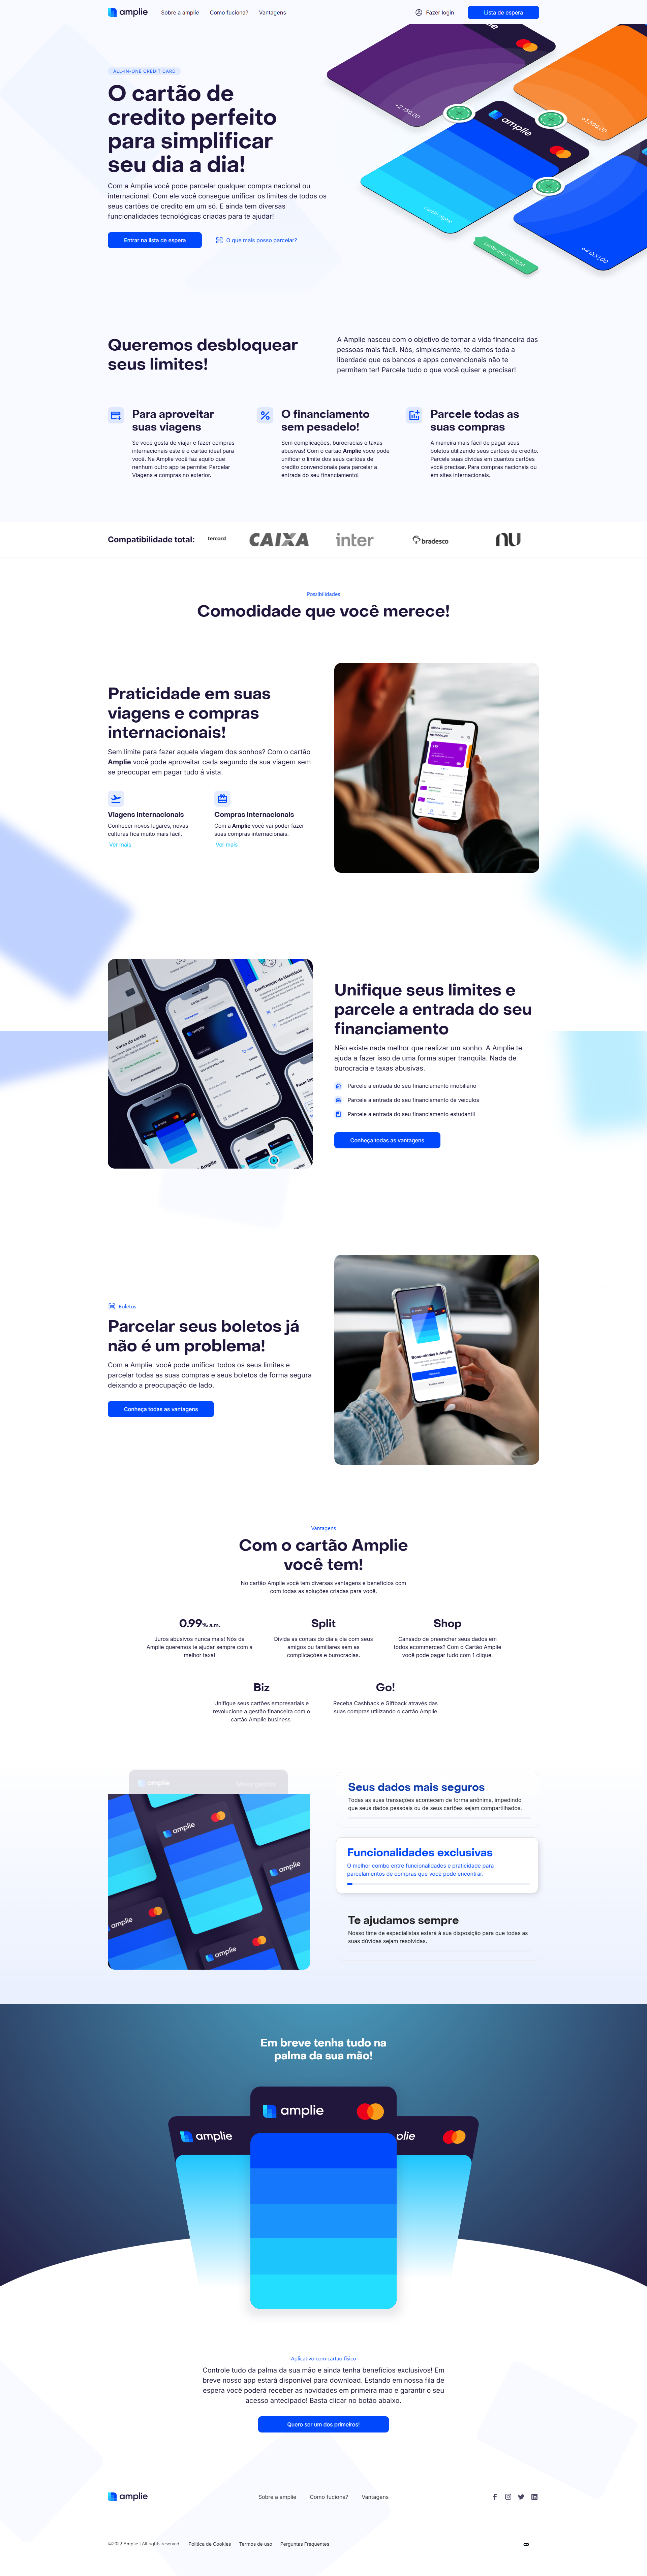 amplie
Sobre a amplie
Como fuciona?
Vantagens
Fazer login
Lista de espera
ALL-IN-ONE CREDIT CARD
O cartão de
credito perfeito
para simplificar
seu dia a dia!
Com a Amplie você pode parcelar qualquer compra nacional ou
internacional. Com ele você consegue unificar os limites de todos os
seus cartões de credito em um só. E ainda tem diversas
funcionalidades tecnológicas criadas para te ajudar!
Entrar na lista de espera
O que mais posso parcelar?
+2.150,00
+1.500,00
amplie
Cartão digital
+4.000,00
Queremos desbloquear
seus limites!
A Amplie nasceu com o objetivo de tornar a vida financeira das
pessoas mais fácil. Nós, simplesmente, te damos toda a
liberdade que os bancos e apps convencionais não te
permitem ter! Parcele tudo o que você quiser e precisar!
Para aproveitar
suas viagens
Se você gosta de viajar e fazer compras
internacionais este é o cartão ideal para
você. Na Amplie você faz aquilo que
nenhum outro app te permite: Parcelar
Viagens e compras no exterior.
O financiamento
sem pesadelo!
Sem complicações, burocracias e taxas
abusivas! Com o cartão Amplie você pode
unificar o limite dos seus cartões de
credito convencionais para parcelar a
entrada do seu financiamento!
Parcele todas as
suas compras
A maneira mais fácil de pagar seus
boletos utilizando seus cartões de crédito.
Parcele suas dívidas em quantos cartões
você precisar. Para compras nacionais ou
em sites internacionais.
Compatibilidade total:
tercard
CAIXA
inter
bradesco
nu
Possibilidades
Comodidade que você merece!
Praticidade em suas
viagens e compras
internacionais!
Sem limite para fazer aquela viagem dos sonhos? Com o cartão
Amplie você pode aproveitar cada segundo da sua viagem sem
se preocupar em pagar tudo á vista.
Viagens internacionais
Conhecer novos lugares, novas
culturas fica muito mais fácil.
Ver mais
Compras internacionais
Com a Amplie você vai poder fazer
suas compras internacionais.
Ver mais
Confirmação de identidade
Verso do cartão
Cartão virtual
Unifique seus limites e
parcele a entrada do seu
financiamento
Não existe nada melhor que realizar um sonho. A Amplie te
ajuda a fazer isso de uma forma super tranquila. Nada de
burocracia e taxas abusivas.
Parcele a entrada do seu financiamento imobiliário
Parcele a entrada do seu financiamento de veículos
Parcele a entrada do seu financiamento estudantil
Conheça todas as vantagens
Boletos
Parcelar seus boletos já
não é um problema!
Com a Amplie você pode unificar todos os seus limites e
parcelar todas as suas compras e seus boletos de forma segura
deixando a preocupação de lado.
Conheça todas as vantagens
Boas-vindas à Amplie
Vantagens
Com o cartão Amplie
você tem!
No cartão Amplie você tem diversas vantagens e benefícios com
com todas as soluções criadas para você.
0.99% a.m.
Juros abusivos nunca mais! Nós da
Amplie queremos te ajudar sempre com a
melhor taxa!
Split
Divida as contas do dia a dia com seus
amigos ou familiares sem as
complicações e burocracias.
Shop
Cansado de preencher seus dados em
todos ecommerces? Com o Cartão Amplie
você pode pagar tudo com 1 clique.
Biz
Unifique seus cartões empresariais e
revolucione a gestão financeira com o
cartão Amplie business.
Go!
Receba Cashback e Giftback através das
suas compras utilizando o cartão Amplie
amplie
Meus gastos
amplie
amplie
amplie
amplie
Seus dados mais seguros
Todas as suas transações acontecem de forma anônima, impedindo
que seus dados pessoais ou de seus cartões sejam compartilhados.
Funcionalidades exclusivas
O melhor combo entre funcionalidades e praticidade para
parcelamentos de compras que você pode encontrar.
Te ajudamos sempre
Nosso time de especialistas estará à sua disposição para que todas as
suas dúvidas sejam resolvidas.
Em breve tenha tudo na
palma da sua mão!
amplie
amplie
plie
Aplicativo com cartão físico
Controle tudo da palma da sua mão e ainda tenha benefícios exclusivos! Em
breve nosso app estará disponível para download. Estando em nossa fila de
espera você poderá receber as novidades em primeira mão e garantir o seu
acesso antecipado! Basta clicar no botão abaixo.
Quero ser um dos primeiros!
amplie
Sobre a amplie
Como fuciona?
Vantagens
©2022 Amplie | All rights reserved.
Política de Cookies
Termos de uso
Perguntas Frequentes